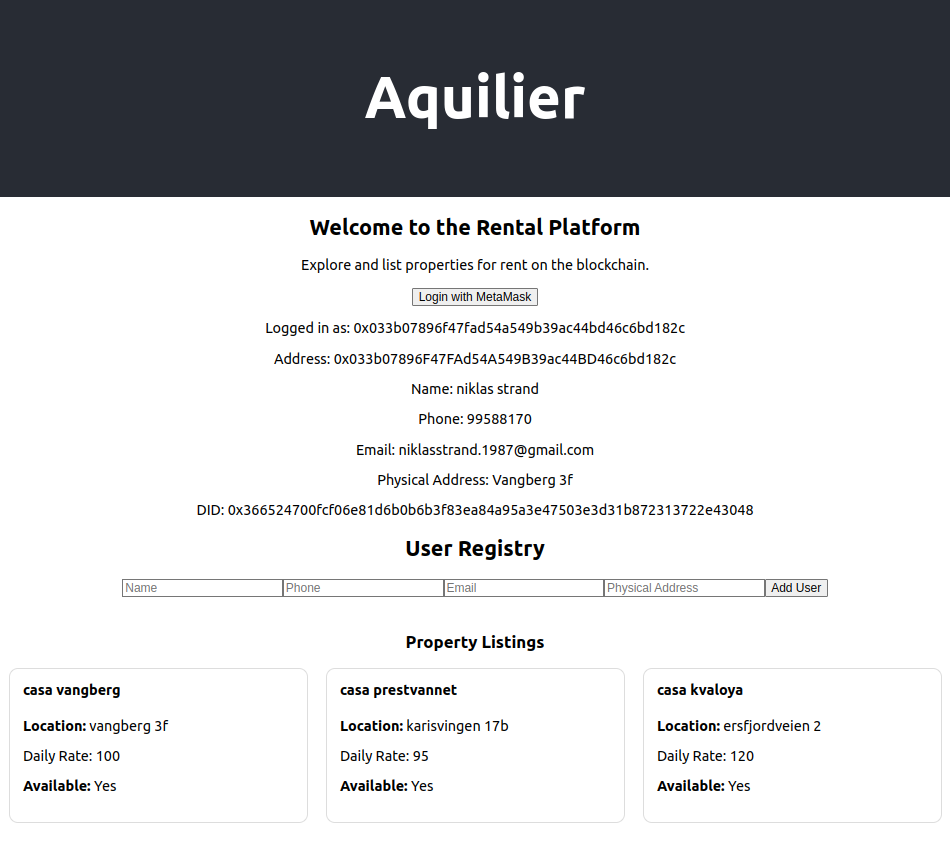 Aquilier
Welcome to the Rental Platform
Explore and list properties for rent on the blockchain.
Login with MetaMask
Logged in as: 0x033b07896f47fad54a549b39ac44bd46c6bd182c
Address: 0x033b07896F47FAd54A549B39ac44BD46c6bd182c
Name: niklas strand
Phone: 99588170
Email: niklasstrand.1987@gmail.com
Physical Address: Vangberg 3f
DID: 0x366524700fcf06e81d6b0b6b3f83ea84a95a3e47503e3d31b872313722e43048
User Registry
Name Phone Email Physical Address Add User
Property Listings
casa vangberg
Location: vangberg 3f
Daily Rate: 100
Available: Yes
casa prestvannet
Location: karisvingen 17b
Daily Rate: 95
Available: Yes
casa kvaloya
Location: ersfjordveien 2
Daily Rate: 120
Available: Yes